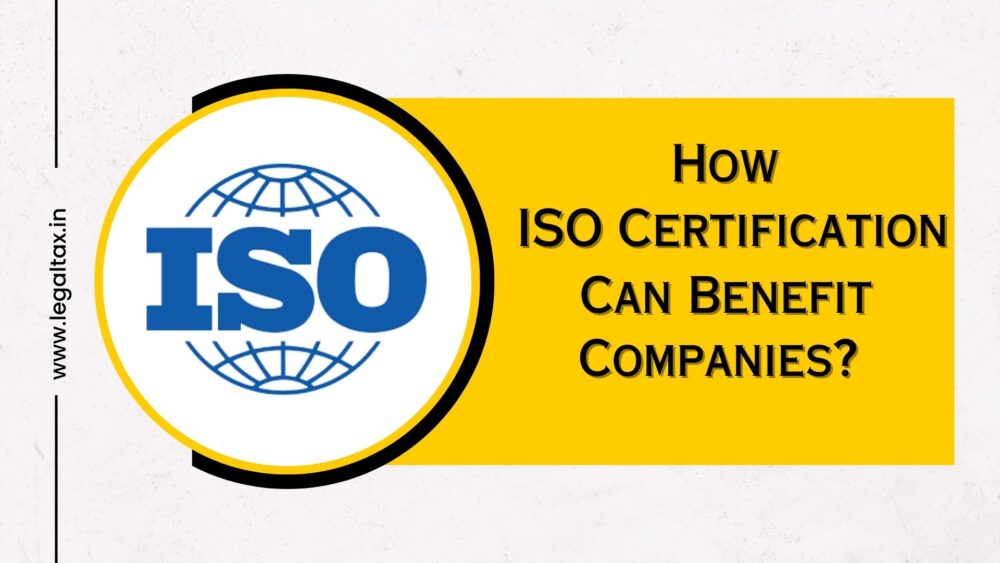 www.legaltax.in
ISO
How
ISO Certification
Can Benefit
Companies?